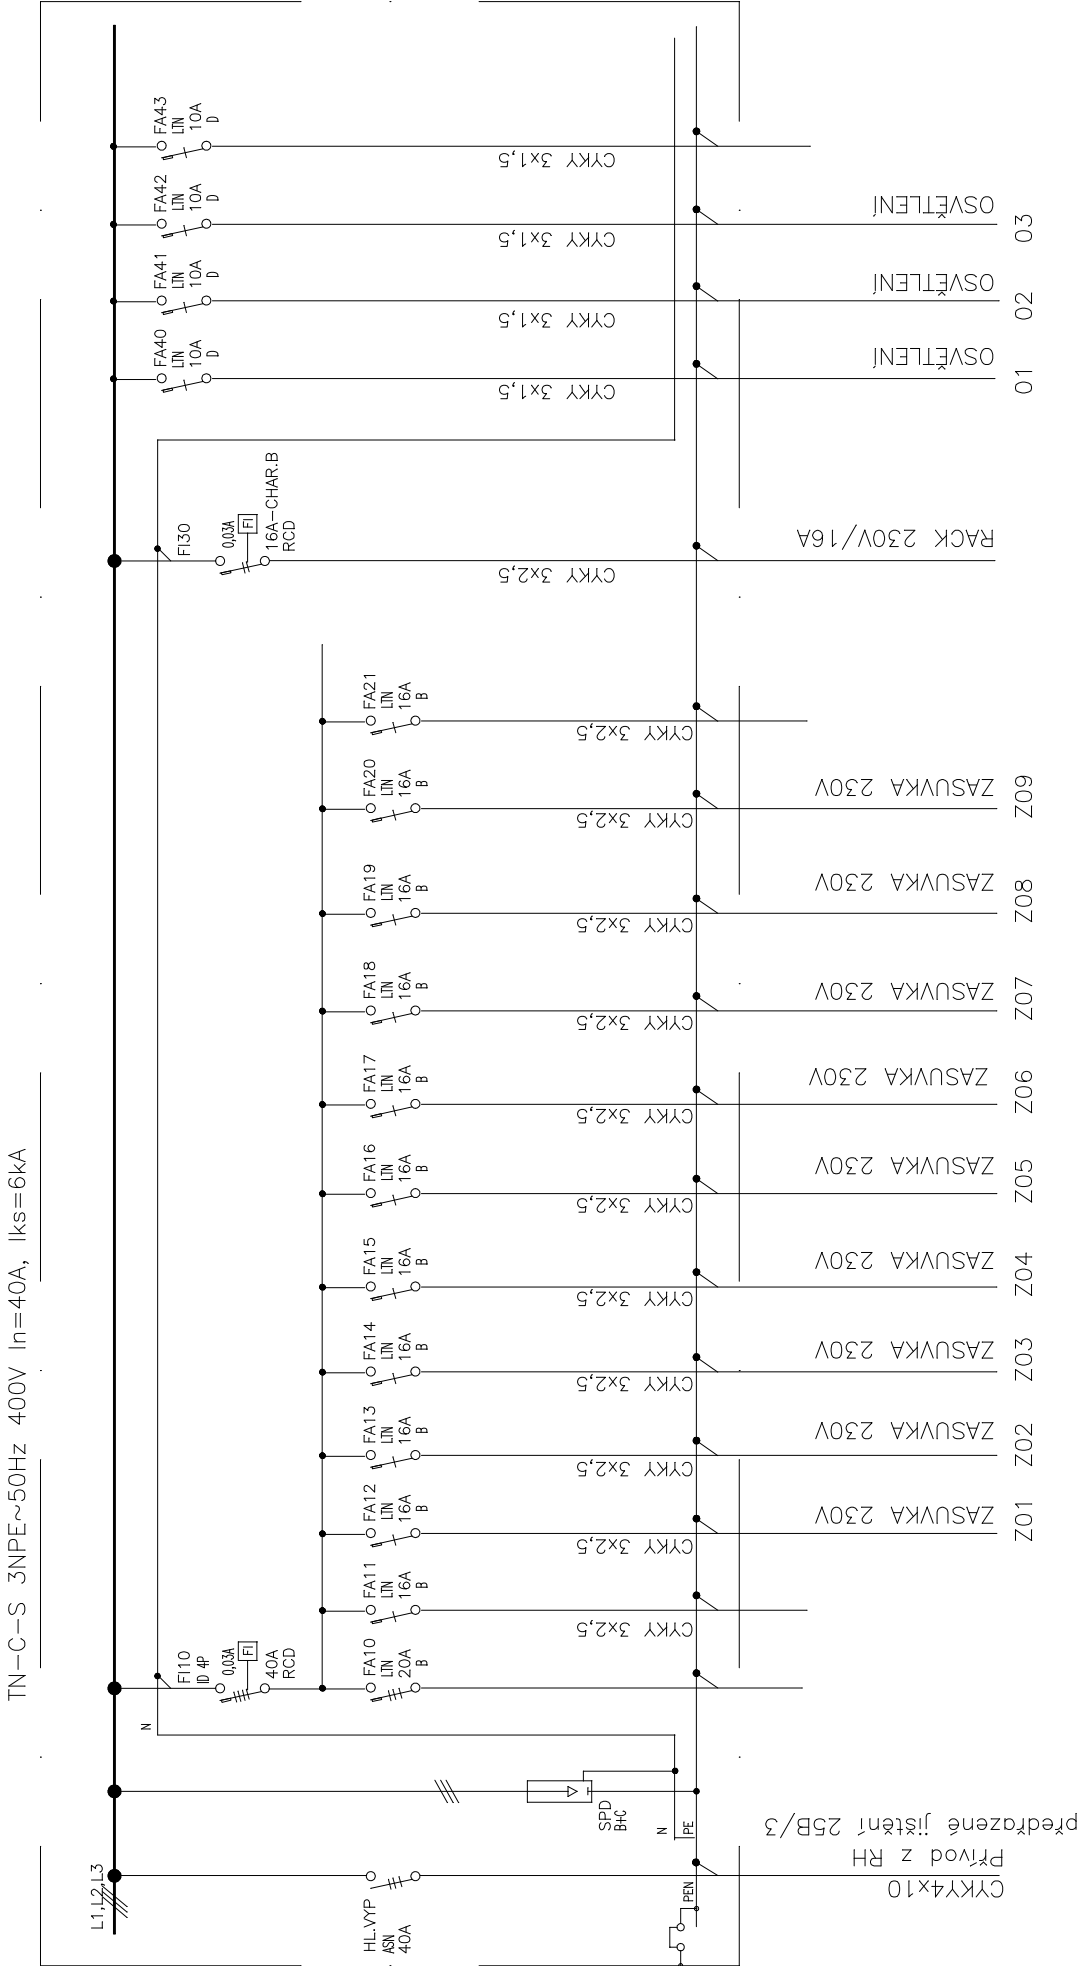 TN-C-S 3NPE~50Hz 400V In=40A, Iks=6kA
L1,L2,L3
HL.VYP
ASN
40A
PEN
CYKY4x10
Přívod z RH
předřazené jištění 25B/3
SPD
B+C
N
PE
N
FI10
ID 4P
0,03A
FI
40A
RCD
FA10
LTN
20A
B
FA11
LTN
16A
B
CYKY 3x2,5
FA12
LTN
16A
B
CYKY 3x2,5
ZASUVKA 230V
Z01
FA13
LTN
16A
B
CYKY 3x2,5
ZASUVKA 230V
Z02
FA14
LTN
16A
B
CYKY 3x2,5
ZASUVKA 230V
Z03
FA15
LTN
16A
B
CYKY 3x2,5
ZASUVKA 230V
Z04
FA16
LTN
16A
B
CYKY 3x2,5
ZASUVKA 230V
Z05
FA17
LTN
16A
B
CYKY 3x2,5
ZASUVKA 230V
Z06
FA18
LTN
16A
B
CYKY 3x2,5
ZASUVKA 230V
Z07
FA19
LTN
16A
B
CYKY 3x2,5
ZASUVKA 230V
Z08
FA20
LTN
16A
B
CYKY 3x2,5
ZASUVKA 230V
Z09
FA21
LTN
16A
B
CYKY 3x2,5
FI30
0,03A
FI
16A-CHAR.B
RCD
CYKY 3x2,5
RACK 230V/16A
FA40
LTN
10A
D
CYKY 3x1,5
OSVĚTLENÍ
O1
FA41
LTN
10A
D
CYKY 3x1,5
OSVĚTLENÍ
O2
FA42
LTN
10A
D
CYKY 3x1,5
OSVĚTLENÍ
O3
FA43
LTN
10A
D
CYKY 3x1,5